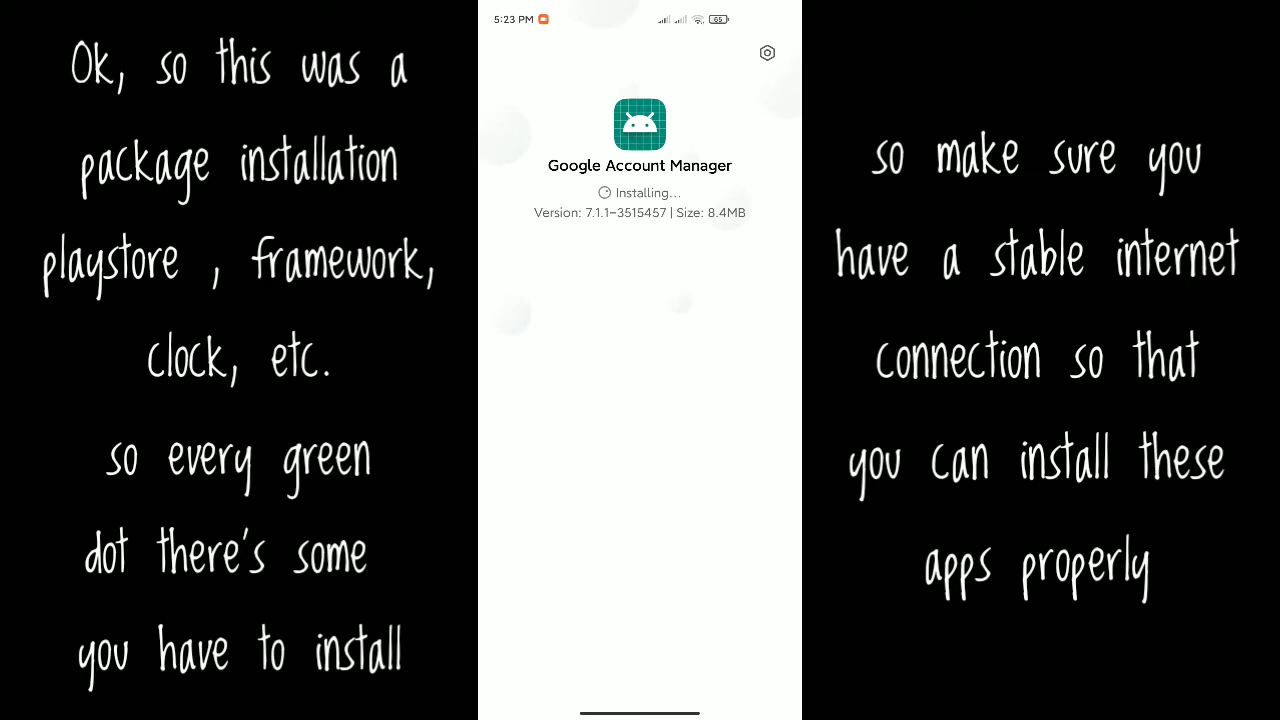 Ok, so this was a
package installation
playstore , framework,
clock, etc.
so every green
dot there's some
you have to install
5:23 PM
65
Google Account Manager
Installing...
Version: 7.1.1-3515457 | Size: 8.4MB
so make sure you
have a stable internet
connection so that
you can install these
apps properly